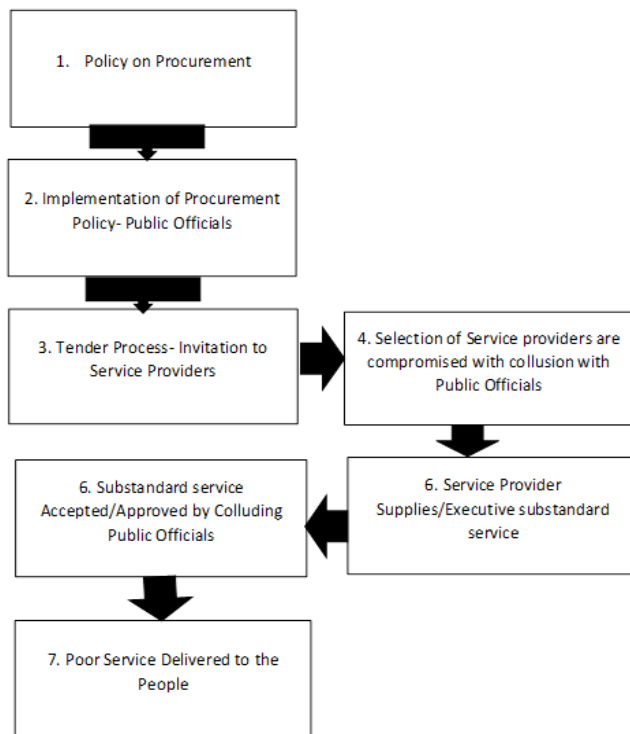 1. Policy on Procurement
2. Implementation of Procurement
Policy- Public Officials
3. Tender Process- Invitation to
Service Providers
4. Selection of Service providers are
compromised with collusion with
Public Officials
6. Service Provider
Supplies/Executive substandard
service
6. Substandard service
Accepted/Approved by Colluding
Public Officials
7. Poor Service Delivered to the
People